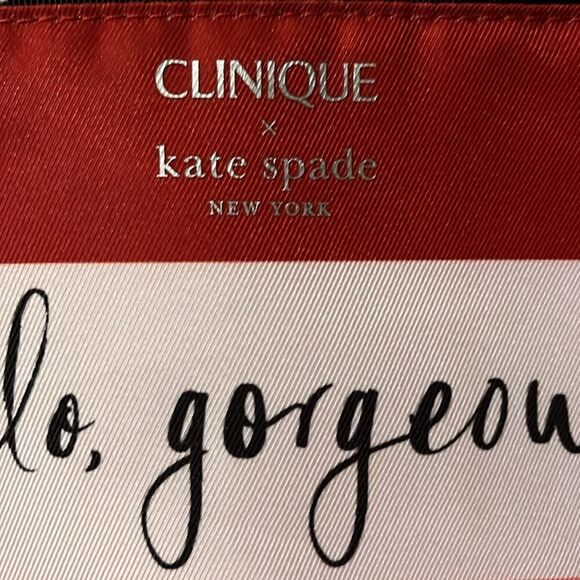 CLINIQUE
×
kate spade
NEW YORK
lo, gorgeou